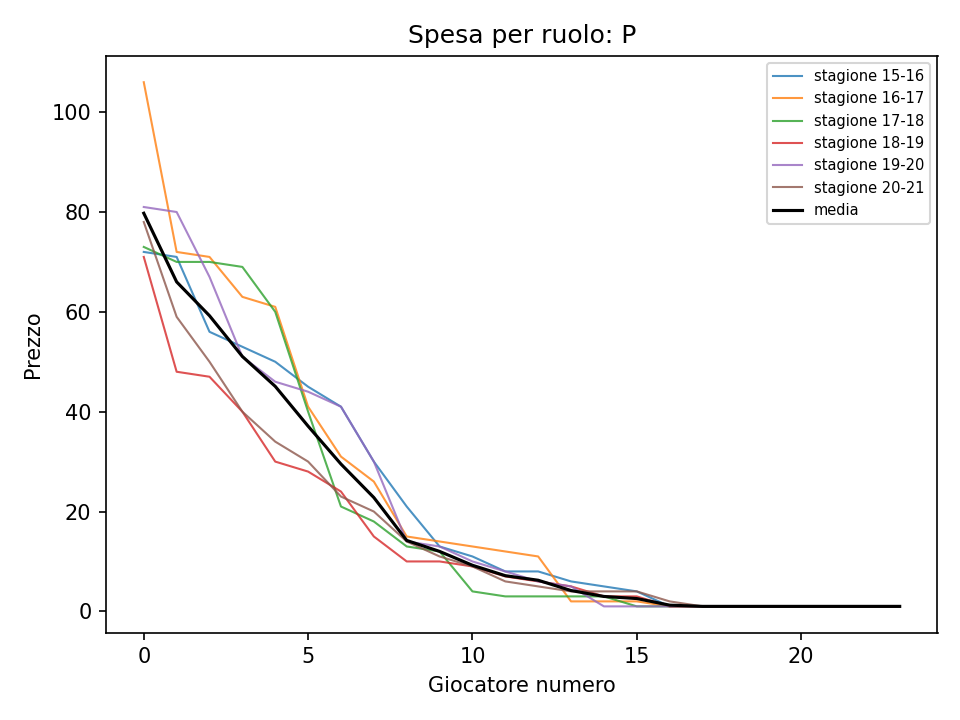 Spesa per ruolo: P
stagione 15-16
stagione 16-17
stagione 17-18
stagione 18-19
stagione 19-20
stagione 20-21
media
Prezzo
100
80
60
40
20
0
0 5 10 15 20
Giocatore numero